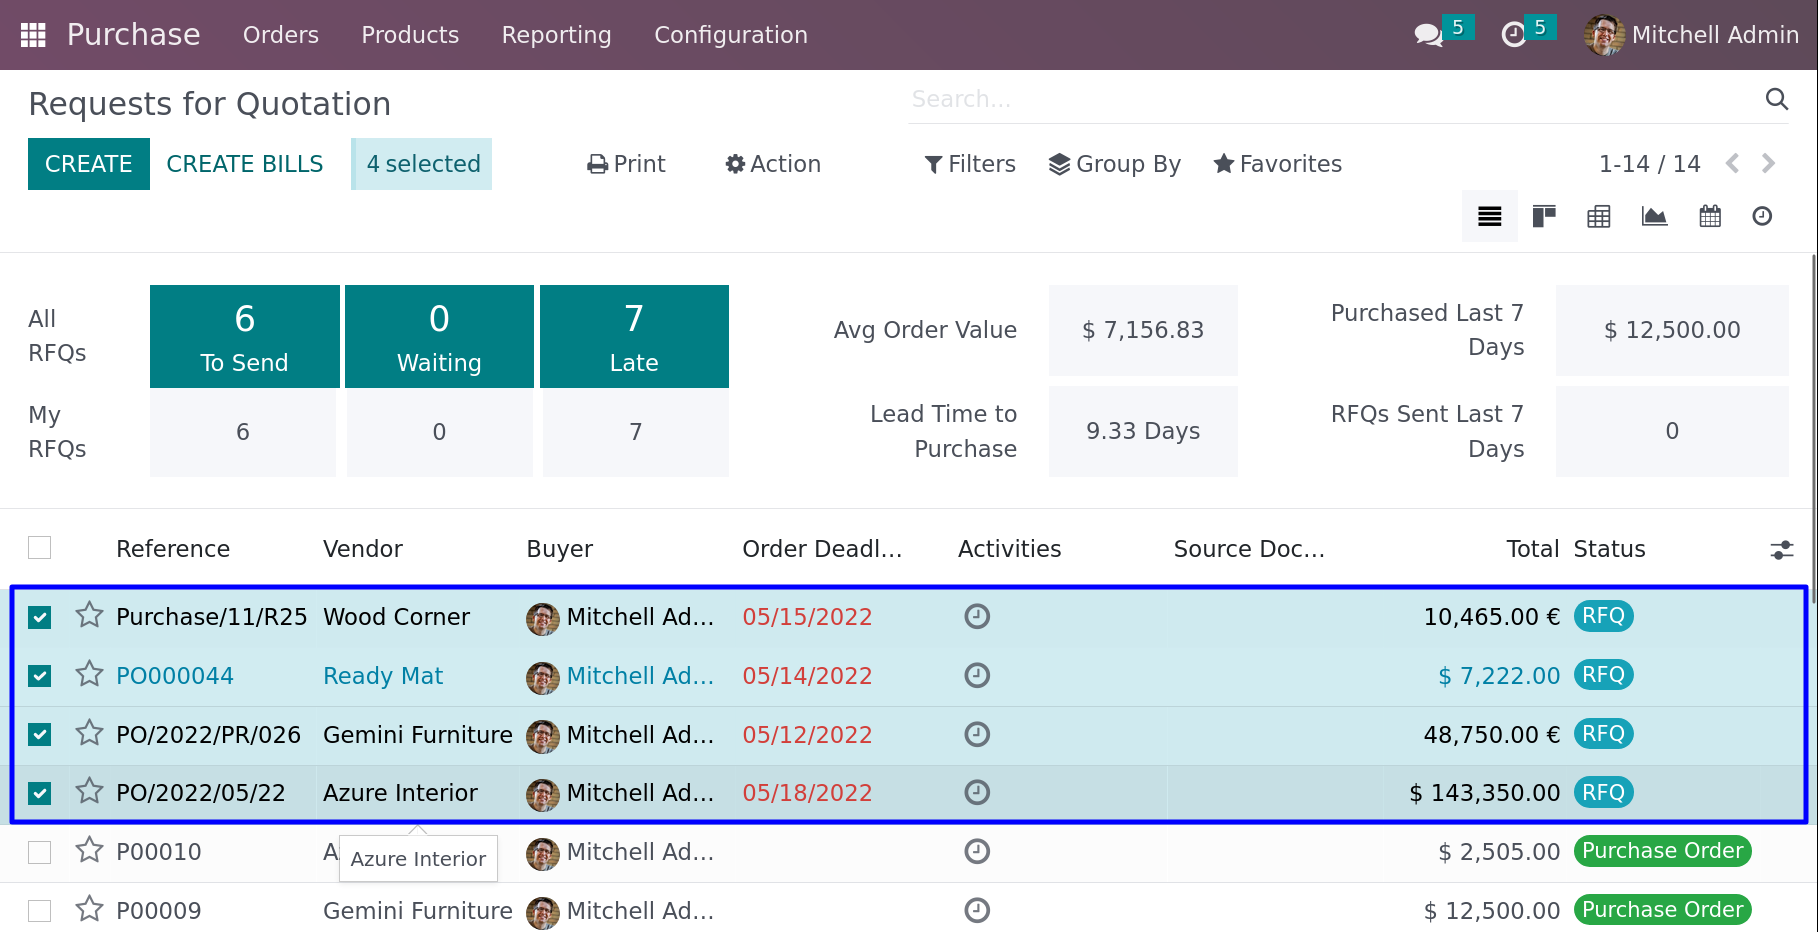 Purchase Orders Products Reporting Configuration 5 5 Mitchell Admin
Requests for Quotation Search...
CREATE CREATE BILLS 4 selected Print Action Filters Group By Favorites 1-14 / 14
All RFQs 6 To Send 0 Waiting 7 Late Avg Order Value $ 7,156.83 Purchased Last 7 Days $ 12,500.00
My RFQs 6 0 7 Lead Time to Purchase 9.33 Days RFQs Sent Last 7 Days 0
Reference Vendor Buyer Order Deadl... Activities Source Doc... Total Status
Purchase/11/R25 Wood Corner Mitchell Ad... 05/15/2022 10,465.00 € RFQ
PO000044 Ready Mat Mitchell Ad... 05/14/2022 $ 7,222.00 RFQ
PO/2022/PR/026 Gemini Furniture Mitchell Ad... 05/12/2022 48,750.00 € RFQ
PO/2022/05/22 Azure Interior Mitchell Ad... 05/18/2022 $ 143,350.00 RFQ
P00010 Mitchell Ad... $ 2,505.00 Purchase Order
Azure Interior
P00009 Gemini Furniture Mitchell Ad... $ 12,500.00 Purchase Order